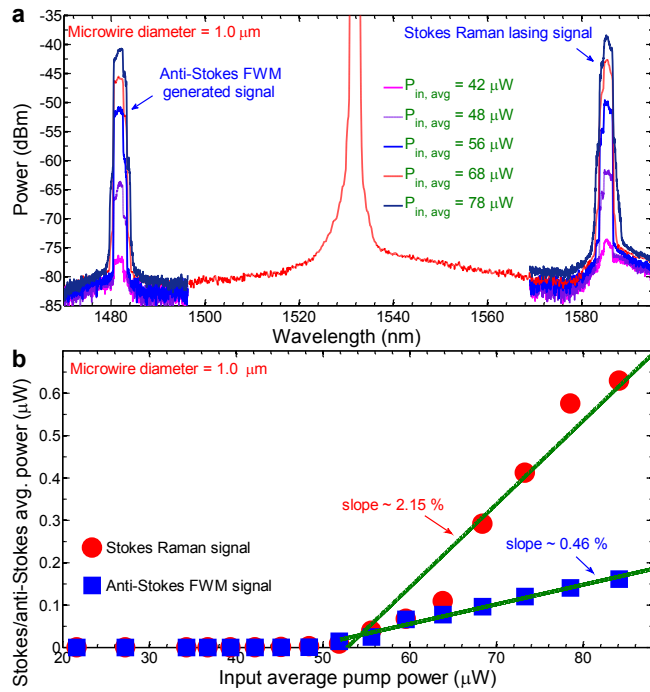 a
Microwire diameter = 1.0 μm
Stokes Raman lasing signal
Anti-Stokes FWM
generated signal
P in, avg = 42 μW
P in, avg = 48 μW
P in, avg = 56 μW
P in, avg = 68 μW
P in, avg = 78 μW
-35
-40
-45
-50
-55
-60
-65
-70
-75
-80
-85
Power (dBm)
1480 1500 1520 1540 1560 1580
Wavelength (nm)
b
Microwire diameter = 1.0 μm
slope ~ 2.15 %
slope ~ 0.46 %
Stokes Raman signal
Anti-Stokes FWM signal
0.6
0.5
0.4
0.3
0.2
0.1
0
Stokes/anti-Stokes avg. power (μW)
20 30 40 50 60 70 80
Input average pump power (μW)